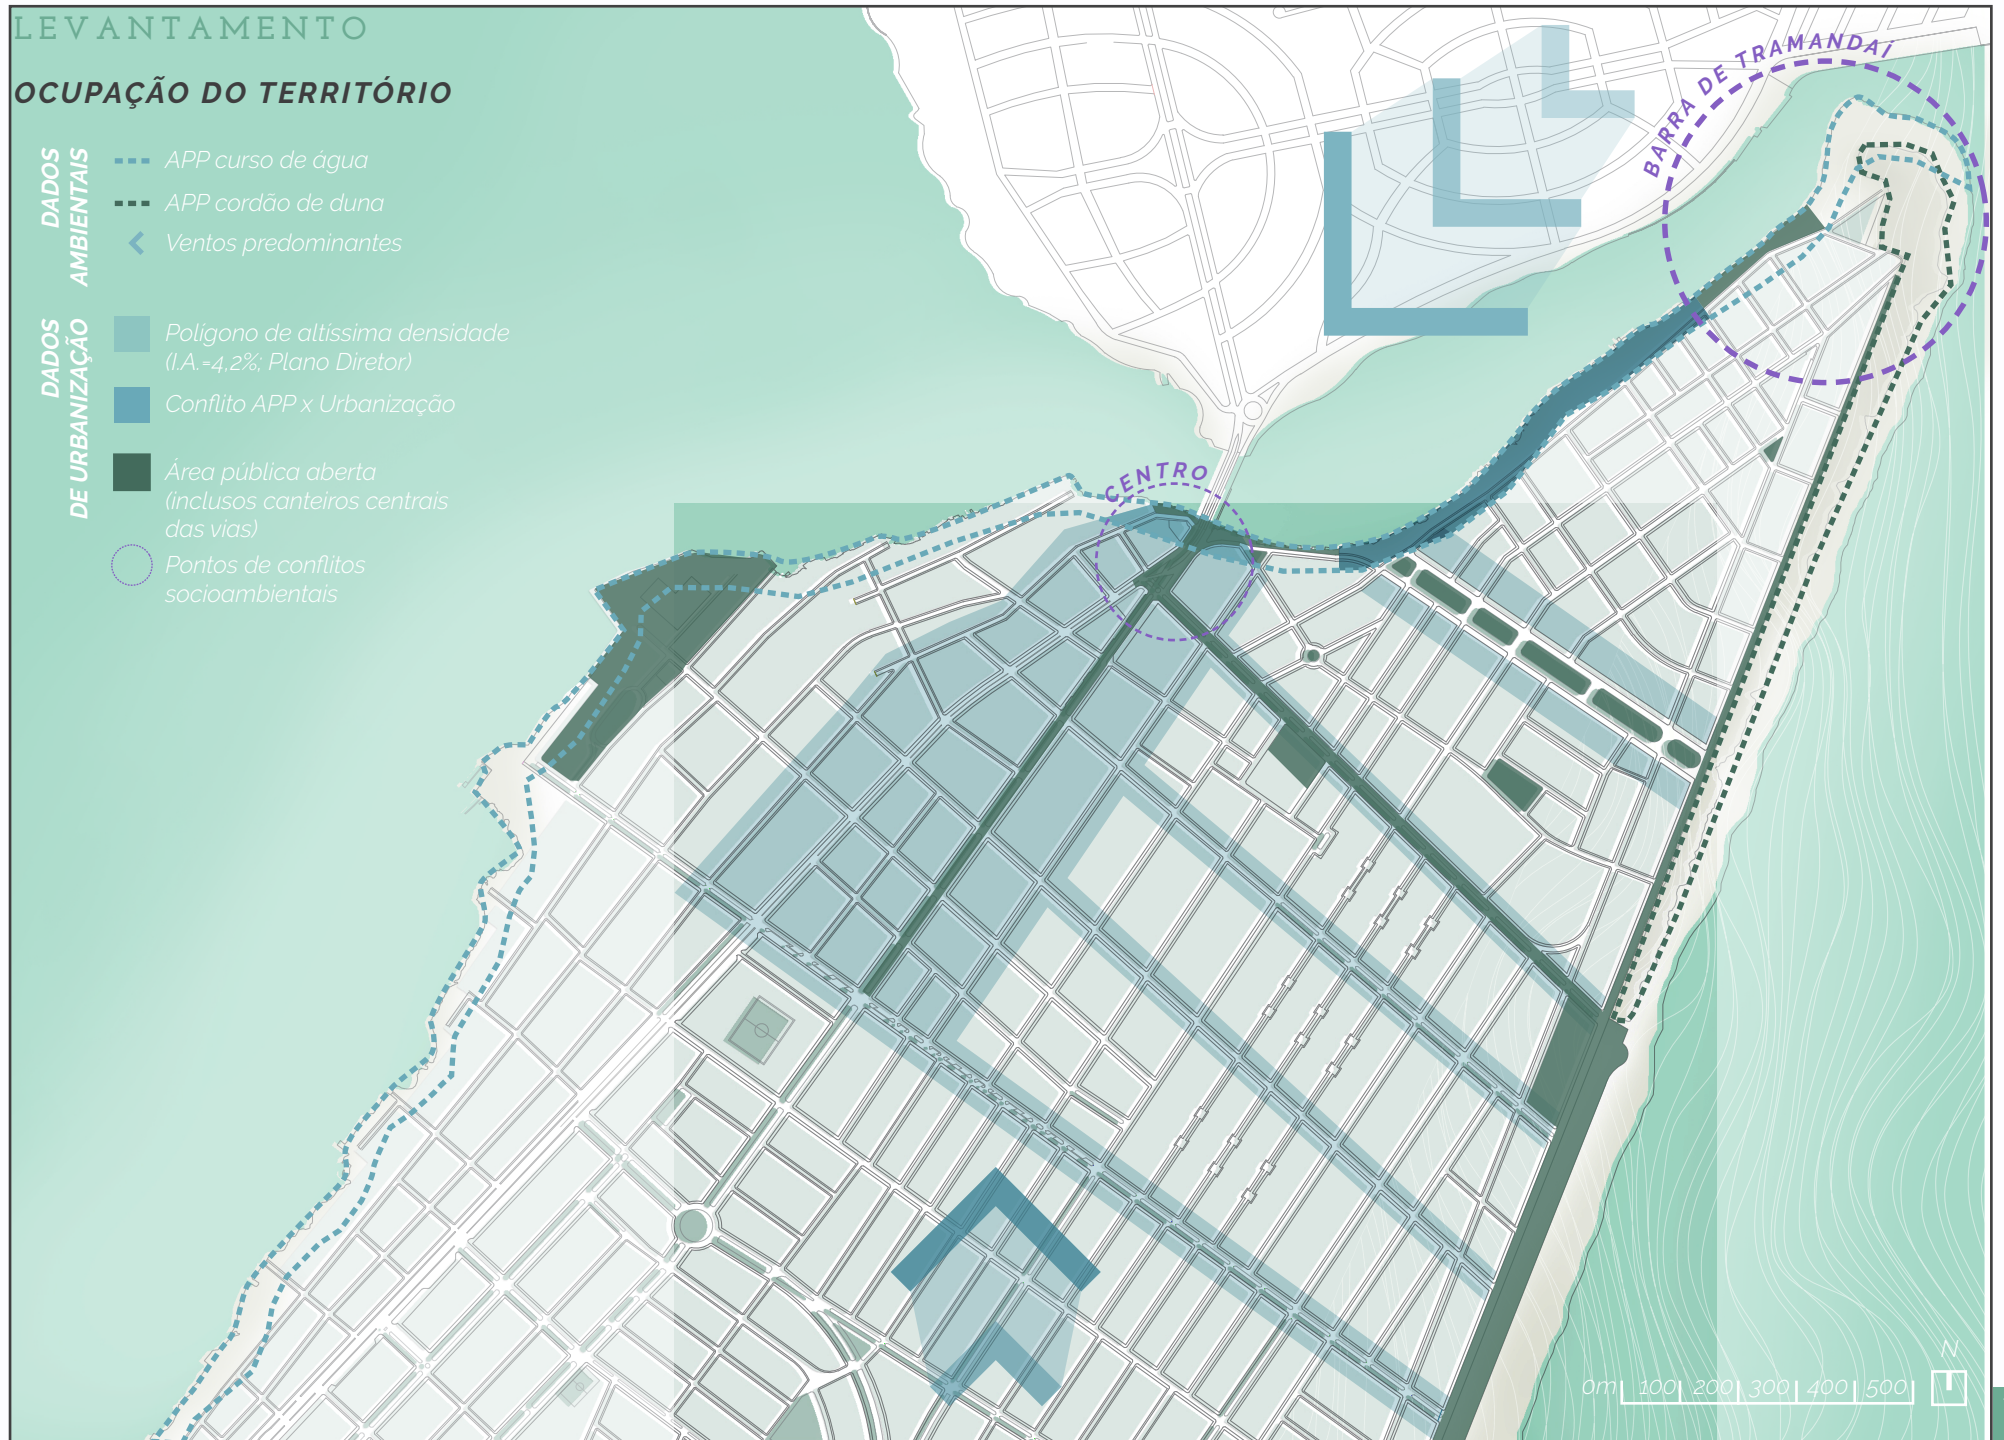 LEVANTAMENTO
OCUPAÇÃO DO TERRITÓRIO
DADOS
AMBIENTAIS
APP curso de água
APP cordão de duna
Ventos predominantes
DADOS
DE URBANIZAÇÃO
Polígono de altíssima densidade
(I.A.=4,2%; Plano Diretor)
Conflito APP x Urbanização
Área pública aberta
(inclusos canteiros centrais
das vias)
Pontos de conflitos
socioambientais
BARRA DE TRAMANDAÍ
CENTRO
N
0m 100 200 300 400 500